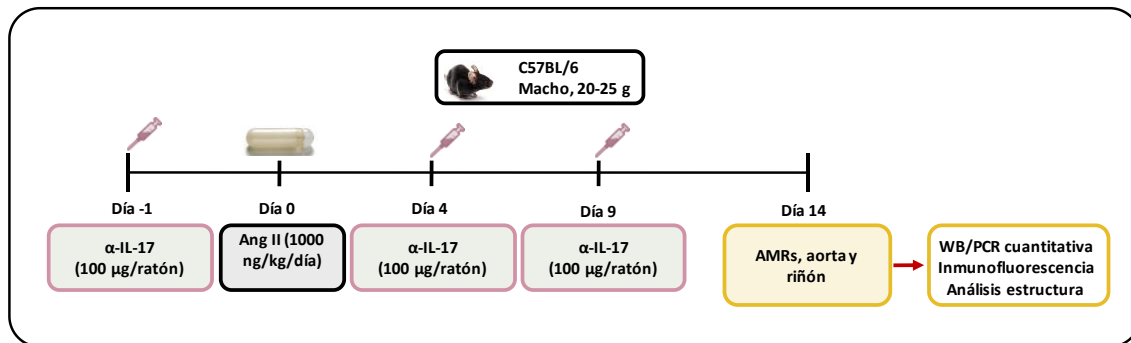 C57BL/6
Macho, 20-25 g
Día -1
Día 0
Día 4
Día 9
Día 14
α-IL-17
(100 µg/ratón)
Ang II (1000
ng/kg/día)
α-IL-17
(100 µg/ratón)
α-IL-17
(100 µg/ratón)
AMRs, aorta y
riñón
WB/PCR cuantitativa
Inmunofluorescencia
Análisis estructura